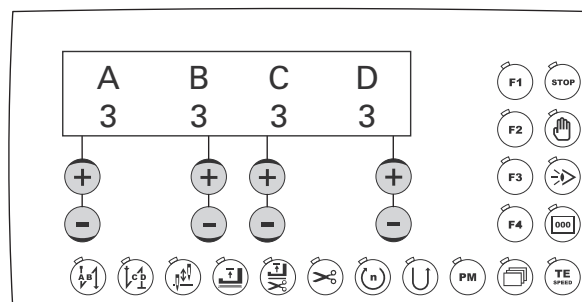 A B C D
3 3 3 3
F1 STOP
F2
F3
F4 000
A B C D n PM TE SPEED